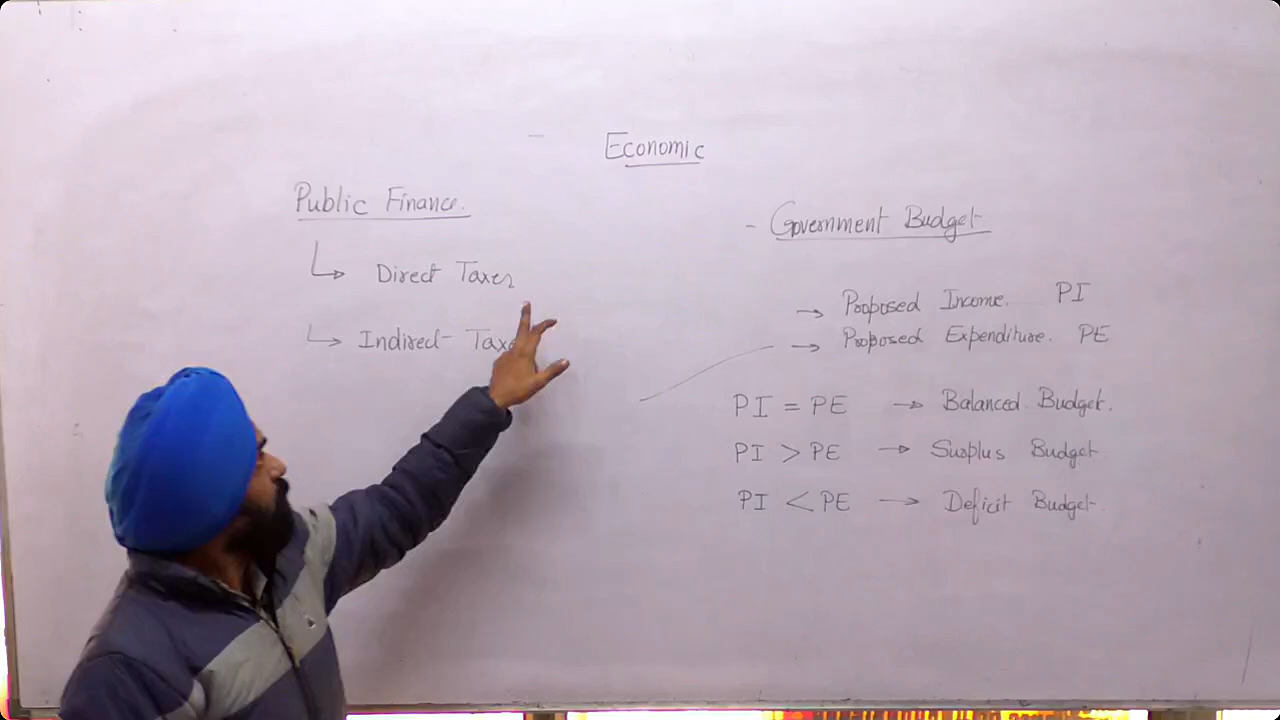 Economic
Public Finance.
Direct Taxes
Indirect Taxe
Government Budget
Proposed Income. PI
Proposed Expenditure. PE
PI = PE → Balanced Budget.
PI > PE → Surplus Budget
PI < PE → Deficit Budget.